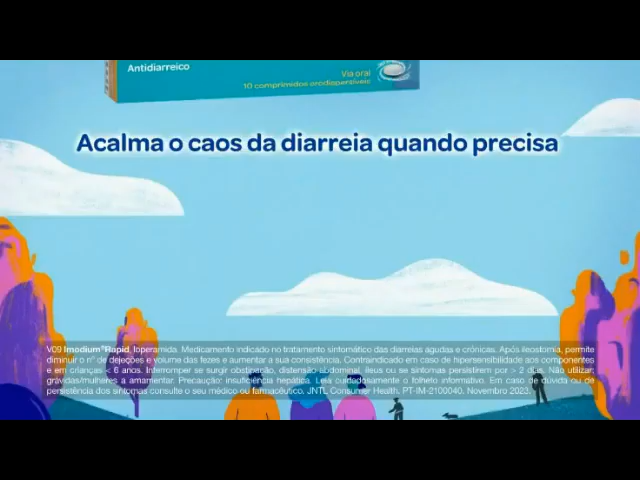 Antidiarreico
Via oral
10 comprimidos orodispersíveis
Acalma o caos da diarreia quando precisa
V09 Imodium®Rapid, loperamida. Medicamento indicado no tratamento sintomático das diarreias agudas e crónicas. Após ileostomia, permite
diminuir o nº de dejeções e volume das fezes e aumentar a sua consistência. Contraindicado em caso de hipersensibilidade aos componentes
e em crianças < 6 anos. Interromper se surgir obstipação, distensão abdominal, íleus ou se sintomas persistirem por > 2 dias. Não utilizar:
grávidas/mulheres a amamentar. Precaução: insuficiência hepática. Leia cuidadosamente o folheto informativo. Em caso de dúvida ou de
persistência dos sintomas consulte o seu médico ou farmacêutico. JNTL Consumer Health. PT-IM-2100040. Novembro 2023.